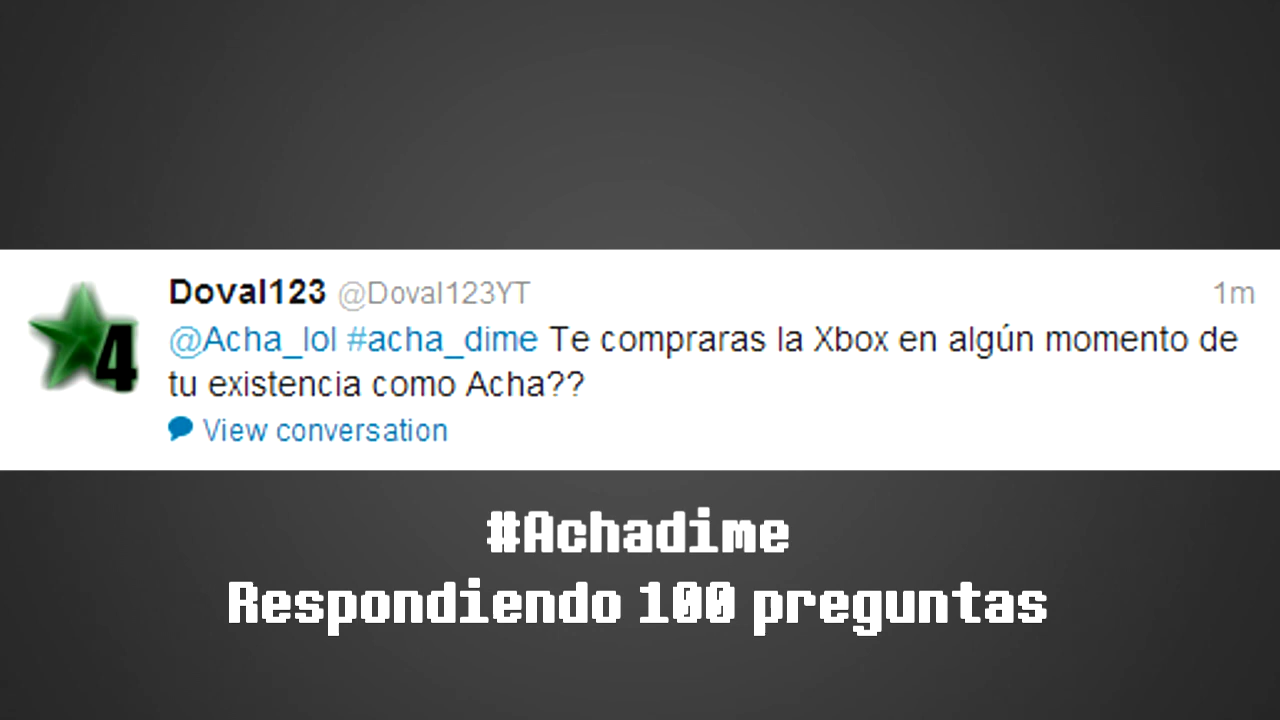 Doval123 @Doval123YT 1m
@Acha_lol #acha_dime Te compraras la Xbox en algún momento de
tu existencia como Acha??
View conversation
4
#Achadime
Respondiendo 100 preguntas